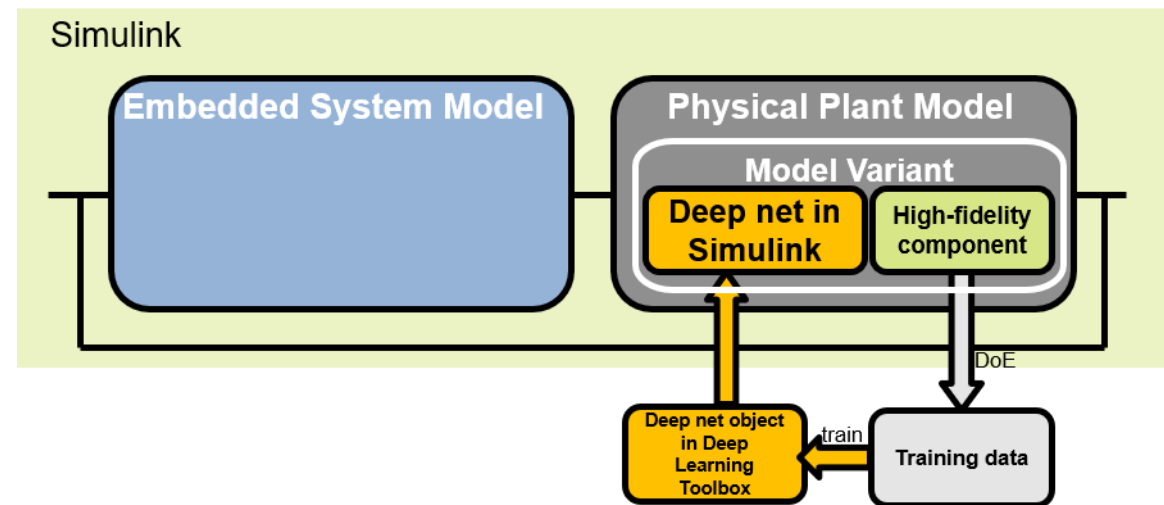 Simulink
Embedded System Model
Physical Plant Model
Model Variant
Deep net in
Simulink
High-fidelity
component
DoE
Deep net object
in Deep
Learning
Toolbox
train
Training data